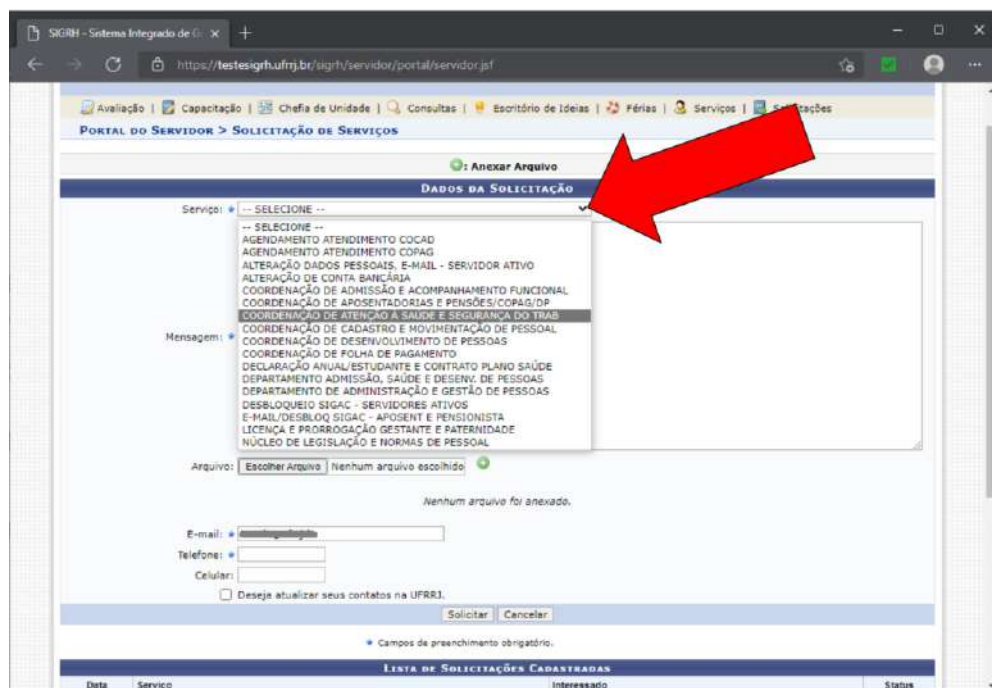 SIGRH - Sistema Integrado de G
https://testesigrh.ufrrj.br/sigrh/servidor/portal/servidor.jsf
Avaliação | Capacitação | Chefia de Unidade | Consultas | Escritório de Ideias | Férias | Serviços |
PORTAL DO SERVIDOR > SOLICITAÇÃO DE SERVIÇOS
: Anexar Arquivo
DADOS DA SOLICITAÇÃO
Serviço: -- SELECIONE --
-- SELECIONE --
AGENDAMENTO ATENDIMENTO COCAD
AGENDAMENTO ATENDIMENTO COPAG
ALTERAÇÃO DADOS PESSOAIS, E-MAIL - SERVIDOR ATIVO
ALTERAÇÃO DE CONTA BANCÁRIA
COORDENAÇÃO DE ADMISSÃO E ACOMPANHAMENTO FUNCIONAL
COORDENAÇÃO DE APOSENTADORIAS E PENSÕES/COPAG/DP
COORDENAÇÃO DE ATENÇÃO À SAÚDE E SEGURANÇA DO TRAB
COORDENAÇÃO DE CADASTRO E MOVIMENTAÇÃO DE PESSOAL
Mensagem:
COORDENAÇÃO DE DESENVOLVIMENTO DE PESSOAS
COORDENAÇÃO DE FOLHA DE PAGAMENTO
DECLARAÇÃO ANUAL/ESTUDANTE E CONTRATO PLANO SAÚDE
DEPARTAMENTO ADMISSÃO, SAÚDE E DESENV. DE PESSOAS
DEPARTAMENTO DE ADMINISTRAÇÃO E GESTÃO DE PESSOAS
DESBLOQUEIO SIGAC - SERVIDORES ATIVOS
E-MAIL/DESBLOQ SIGAC - APOSENT E PENSIONISTA
LICENÇA E PRORROGAÇÃO GESTANTE E PATERNIDADE
NÚCLEO DE LEGISLAÇÃO E NORMAS DE PESSOAL
Arquivo: Escolher Arquivo Nenhum arquivo escolhido
Nenhum arquivo foi anexado.
E-mail:
Telefone:
Celular:
Deseja atualizar seus contatos na UFRRJ.
Solicitar Cancelar
Campos de preenchimento obrigatório.
LISTA DE SOLICITAÇÕES CADASTRADAS
Data Serviço Interessado Status